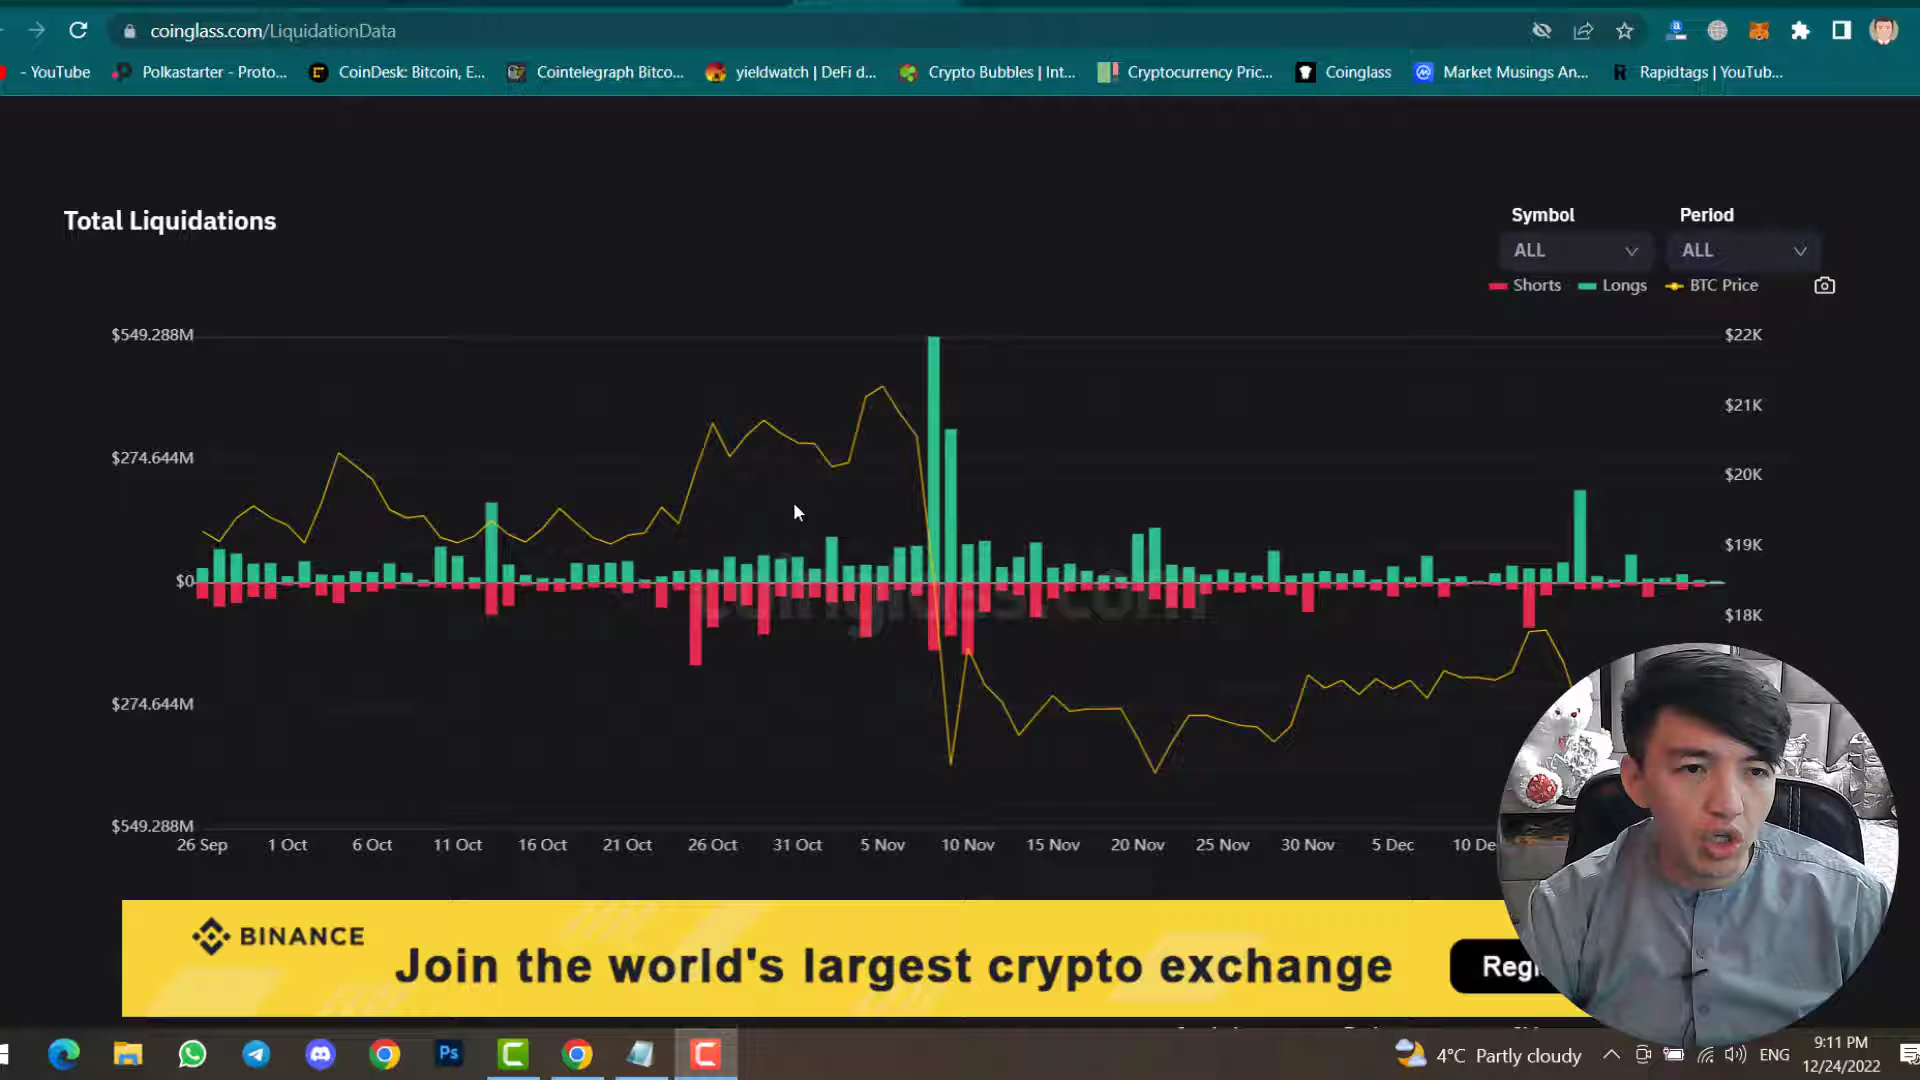 coinglass.com/LiquidationData
- YouTube
Polkastarter - Proto...
CoinDesk: Bitcoin, E...
Cointelegraph Bitco...
yieldwatch | DeFi d...
Crypto Bubbles | Int...
Cryptocurrency Pric...
Coinglass
Market Musings An...
Rapidtags | YouTub...
Total Liquidations
Symbol
Period
ALL
ALL
Shorts
Longs
BTC Price
$549.288M
$274.644M
$0
$274.644M
$549.288M
$22K
$21K
$20K
$19K
$18K
coinglass.com
26 Sep
1 Oct
6 Oct
11 Oct
16 Oct
21 Oct
26 Oct
31 Oct
5 Nov
10 Nov
15 Nov
20 Nov
25 Nov
30 Nov
5 Dec
10 De
BINANCE
Join the world's largest crypto exchange
Reg
Ps
4°C Partly cloudy
ENG
9:11 PM
12/24/2022